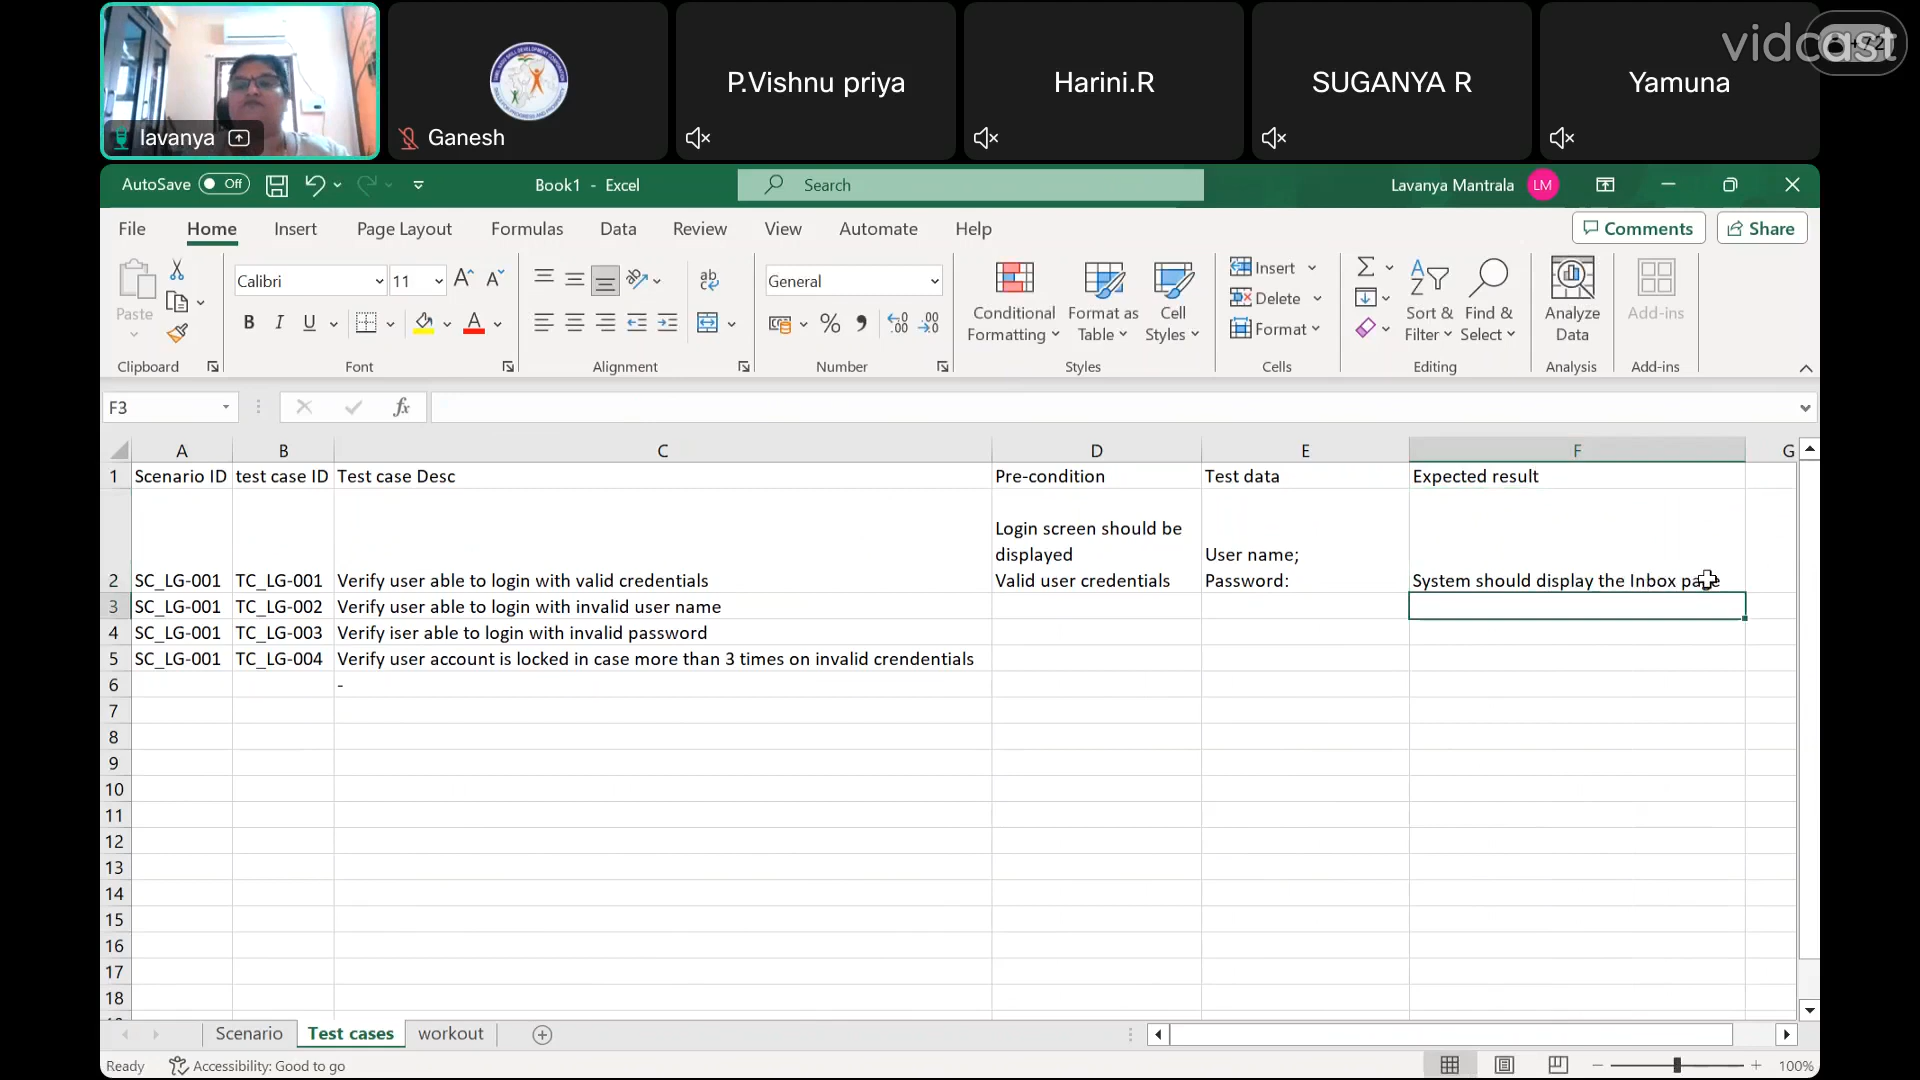 vidcast
lavanya
Ganesh
P.Vishnu priya
Harini.R
SUGANYA R
Yamuna
AutoSave Off
Book1 - Excel
Search
Lavanya Mantrala LM
File Home Insert Page Layout Formulas Data Review View Automate Help
Comments Share
Paste
Calibri 11
B I U
ab
General
Conditional Formatting
Format as Table
Cell Styles
Insert
Delete
Format
Sort & Filter
Find & Select
Analyze Data
Add-ins
Clipboard Font Alignment Number Styles Cells Editing Analysis Add-ins
F3 fx
A B C D E F G
1 Scenario ID test case ID Test case Desc Pre-condition Test data Expected result
Login screen should be
displayed User name;
2 SC_LG-001 TC_LG-001 Verify user able to login with valid credentials Valid user credentials Password: System should display the Inbox
3 SC_LG-001 TC_LG-002 Verify user able to login with invalid user name
4 SC_LG-001 TC_LG-003 Verify iser able to login with invalid password
5 SC_LG-001 TC_LG-004 Verify user account is locked in case more than 3 times on invalid crendentials
6 -
7
8
9
10
11
12
13
14
15
16
17
18
Scenario Test cases workout
Ready Accessibility: Good to go 100%